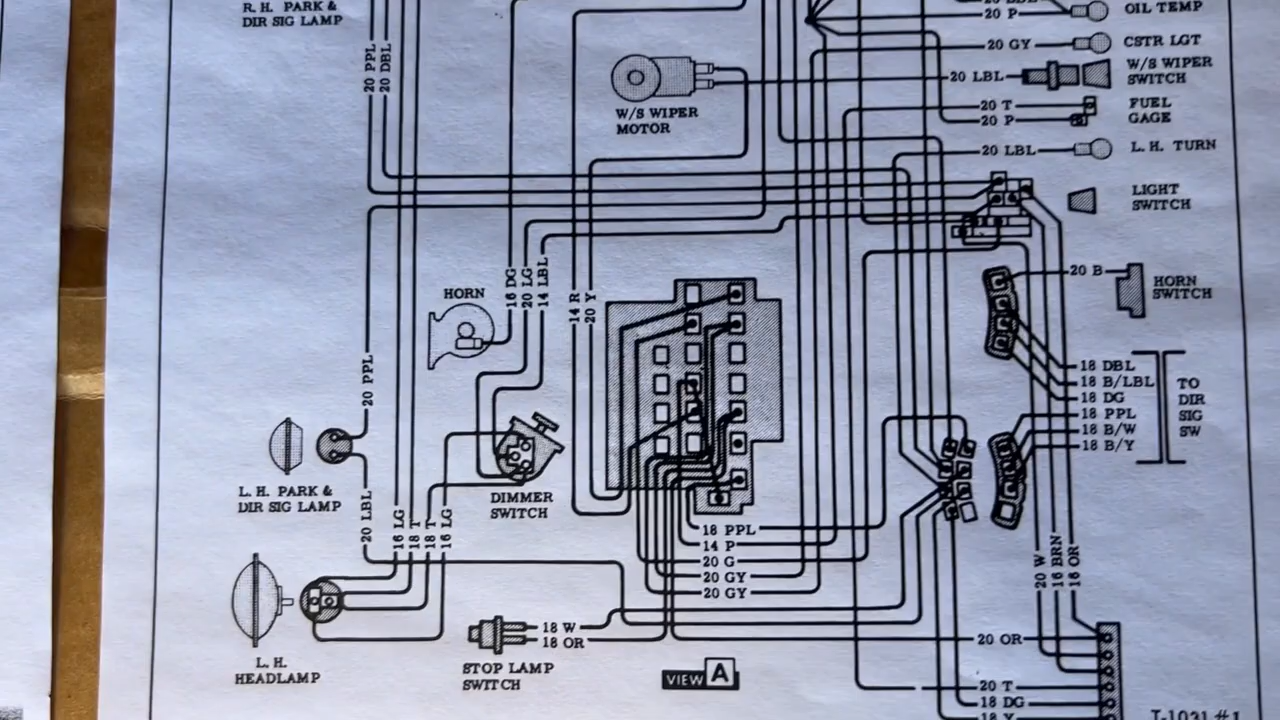 R. H. PARK &
DIR SIG LAMP
20 PPL
20 DBL
20 P
OIL TEMP
20 GY
CSTR LGT
20 LBL
W/S WIPER
SWITCH
W/S WIPER
MOTOR
20 T
20 P
FUEL
GAGE
20 LBL
L. H. TURN
LIGHT
SWITCH
HORN
16 DG
20 LG
14 LBL
14 R
20 Y
20 B
HORN
SWITCH
20 PPL
18 DBL
18 B/LBL
18 DG
18 PPL
18 B/W
18 B/Y
TO
DIR
SIG
SW
L. H. PARK &
DIR SIG LAMP
DIMMER
SWITCH
20 LBL
16 LG
18 T
18 T
16 LG
18 PPL
14 P
20 G
20 GY
20 GY
20 W
16 BRN
16 OR
18 W
18 OR
20 OR
L. H.
HEADLAMP
STOP LAMP
SWITCH
VIEW A
20 T
18 DG
18 Y
T-1021 #1